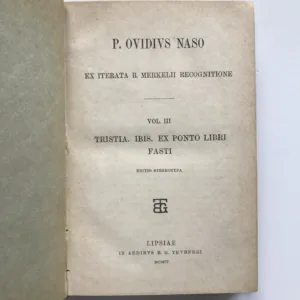 P. OVIDIVS NASO
EX ITERATA R. MERKELII RECOGNITIONE
VOL. III
TRISTIA. IBIS. EX PONTO LIBRI
FASTI
EDITIO STEREOTYPA
LIPSIAE
IN AEDIBVS B. G. TEVBNERI